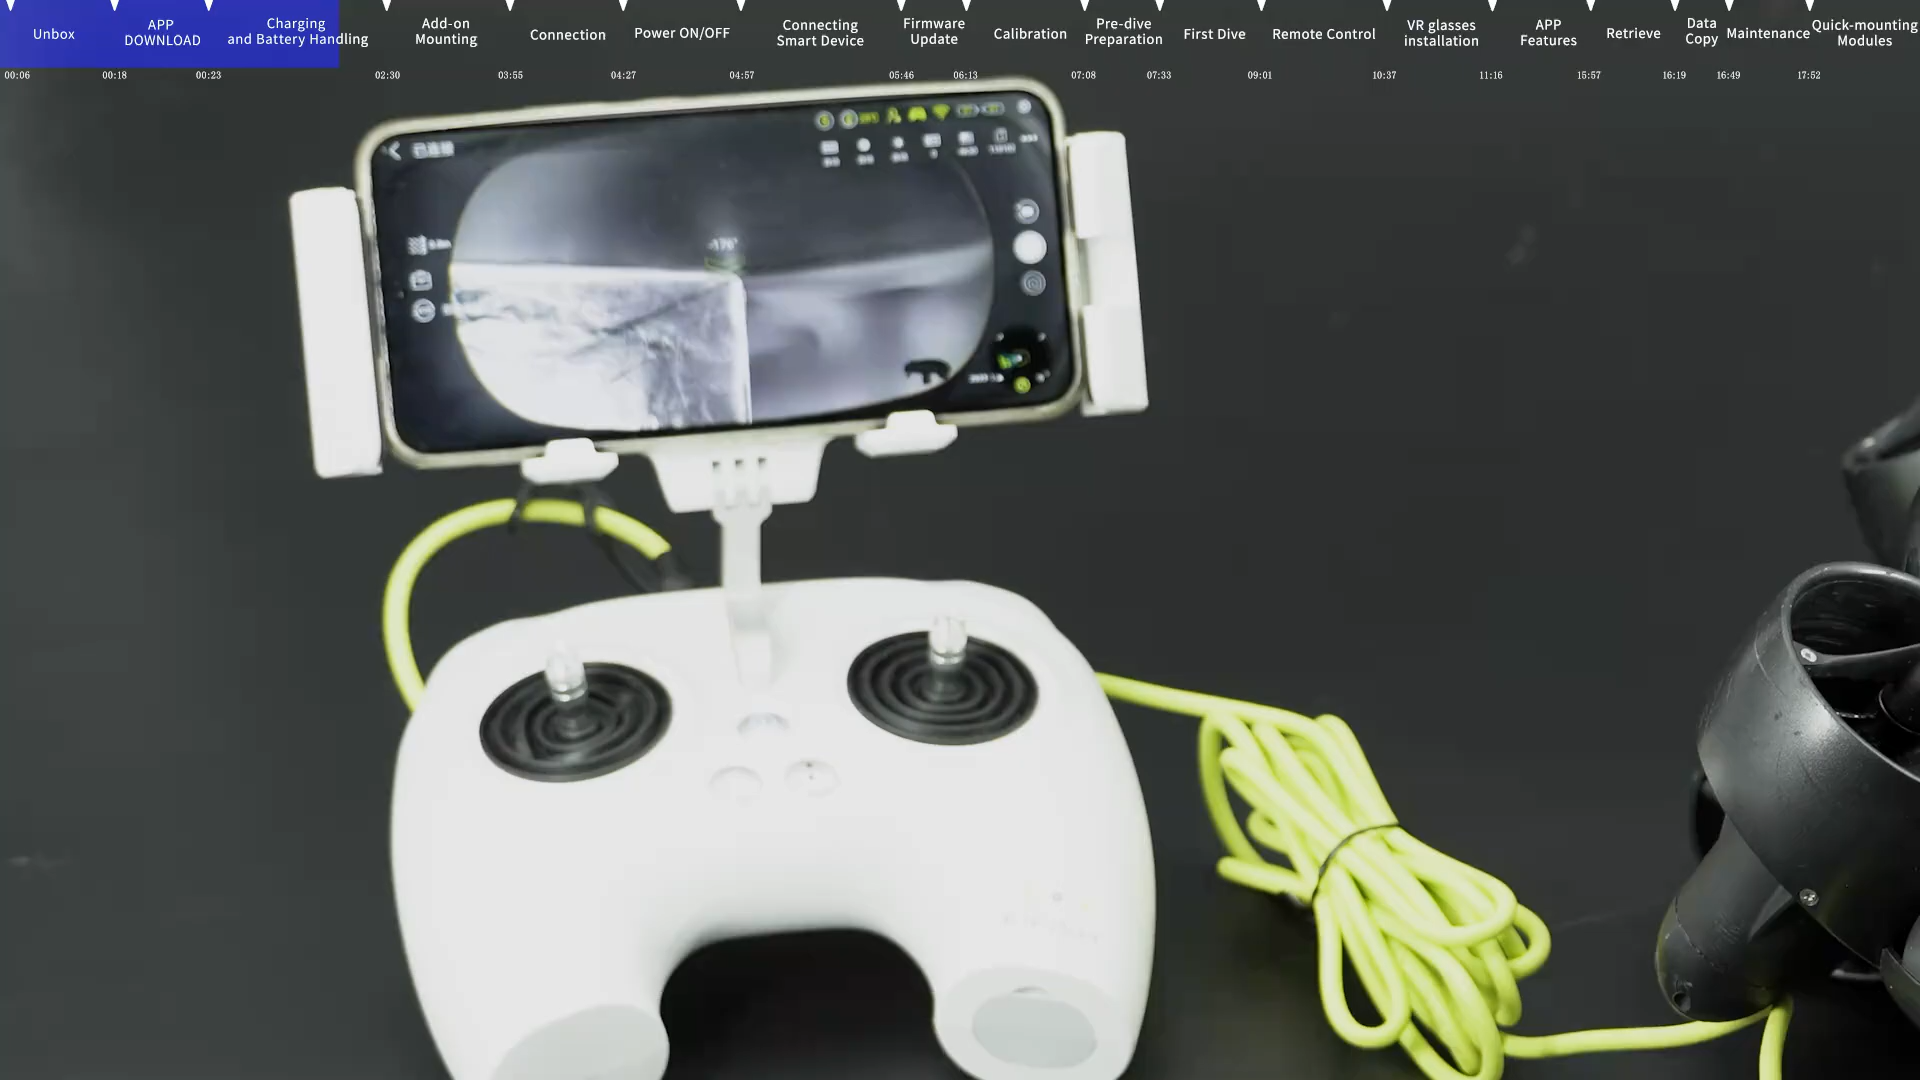 Unbox
APP
DOWNLOAD
Charging
and Battery Handling
Add-on
Mounting
Connection
Power ON/OFF
Connecting
Smart Device
Firmware
Update
Calibration
Pre-dive
Preparation
First Dive
Remote Control
VR glasses
installation
APP
Features
Retrieve
Data
Copy
Maintenance
Quick-mounting
Modules
00:06
00:18
00:23
02:30
03:55
04:27
04:57
05:46
06:13
07:08
07:33
09:01
10:37
11:16
15:57
16:19
16:49
17:52